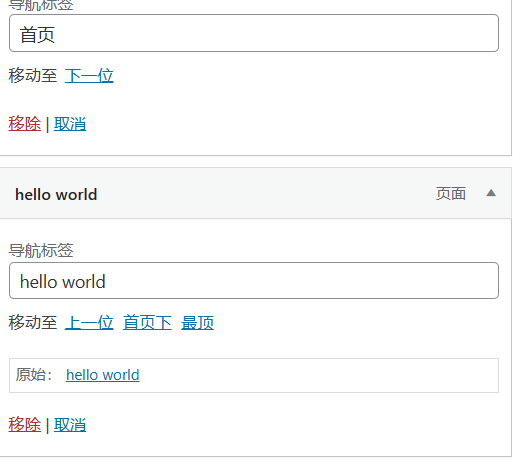 导航标签
首页
移动至 下一位
移除 | 取消
hello world 页面
导航标签
hello world
移动至 上一位 首页下 最顶
原始： hello world
移除 | 取消